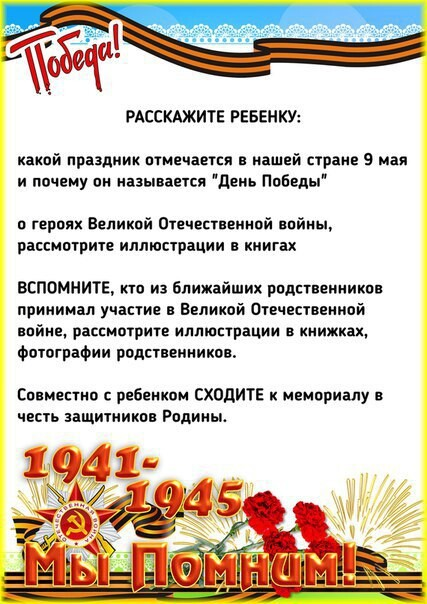 Победа!
РАССКАЖИТЕ РЕБЕНКУ:
какой праздник отмечается в нашей стране 9 мая
и почему он называется "День Победы"
о героях Великой Отечественной войны,
рассмотрите иллюстрации в книгах
ВСПОМНИТЕ, кто из ближайших родственников
принимал участие в Великой Отечественной
войне, рассмотрите иллюстрации в книжках,
фотографии родственников.
Совместно с ребенком СХОДИТЕ к мемориалу в
честь защитников Родины.
1941-
1945
ОТЕЧЕСТВЕННАЯ ВОЙНА
Мы Помним!